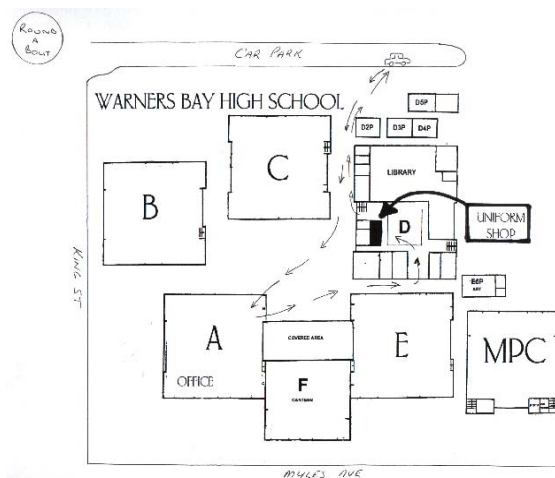 ROUND
A
BOUT
CAR PARK
WARNERS BAY HIGH SCHOOL
D5P
D2P
D3P
D4P
C
LIBRARY
B
UNIFORM
SHOP
D
KING ST
E6P
A
COVERED AREA
E
MPC
OFFICE
F
CANTEEN
MYLES AVE